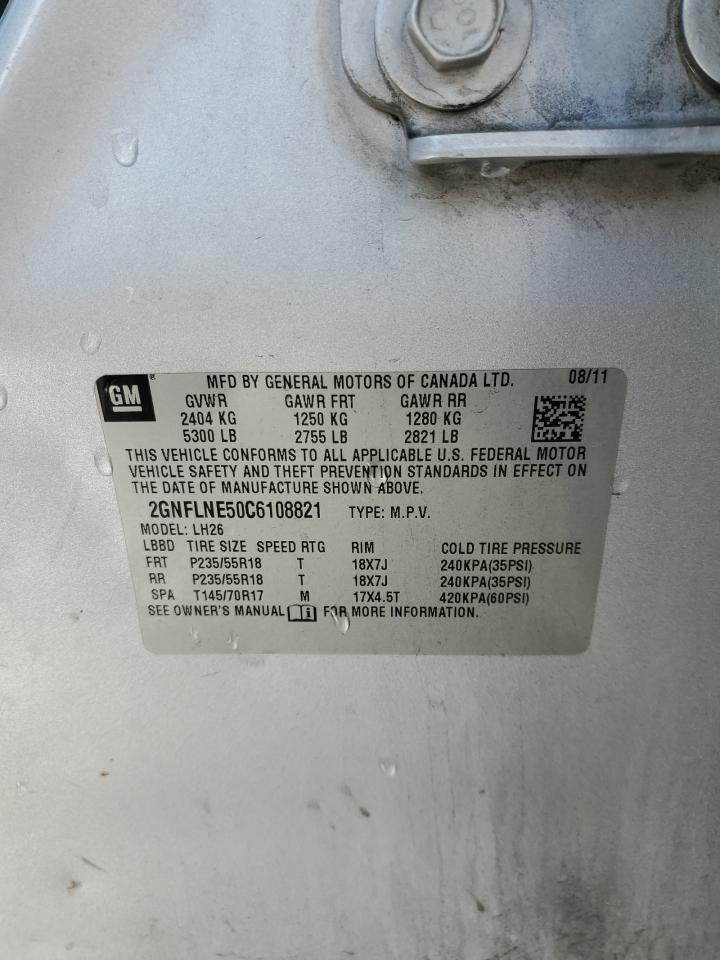 GM ® MFD BY GENERAL MOTORS OF CANADA LTD. 08/11
GVWR GAWR FRT GAWR RR
2404 KG 1250 KG 1280 KG
5300 LB 2755 LB 2821 LB
THIS VEHICLE CONFORMS TO ALL APPLICABLE U.S. FEDERAL MOTOR
VEHICLE SAFETY AND THEFT PREVENTION STANDARDS IN EFFECT ON
THE DATE OF MANUFACTURE SHOWN ABOVE.
2GNFLNE50C6108821 TYPE: M.P.V.
MODEL: LH26
LBBD TIRE SIZE SPEED RTG RIM COLD TIRE PRESSURE
FRT P235/55R18 T 18X7J 240KPA(35PSI)
RR P235/55R18 T 18X7J 240KPA(35PSI)
SPA T145/70R17 M 17X4.5T 420KPA(60PSI)
SEE OWNER'S MANUAL FOR MORE INFORMATION.